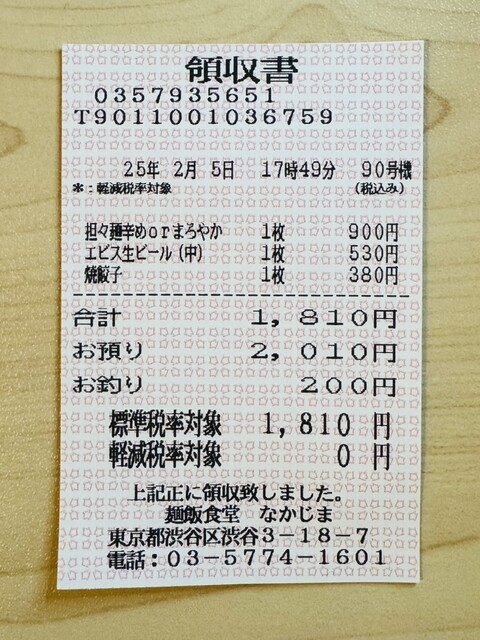 領収書
0357935651
T9011001036759
25年 2月 5日 17時49分 90号機
*：軽減税率対象 (税込み)
担々麺辛めorまろやか 1枚 900円
エビス生ビール(中) 1枚 530円
焼餃子 1枚 380円
合計 1,810円
お預り 2,010円
お釣り 200円
標準税率対象 1,810 円
軽減税率対象 0 円
上記正に領収致しました。
麺飯食堂 なかじま
東京都渋谷区渋谷3-18-7
電話：03-5774-1601